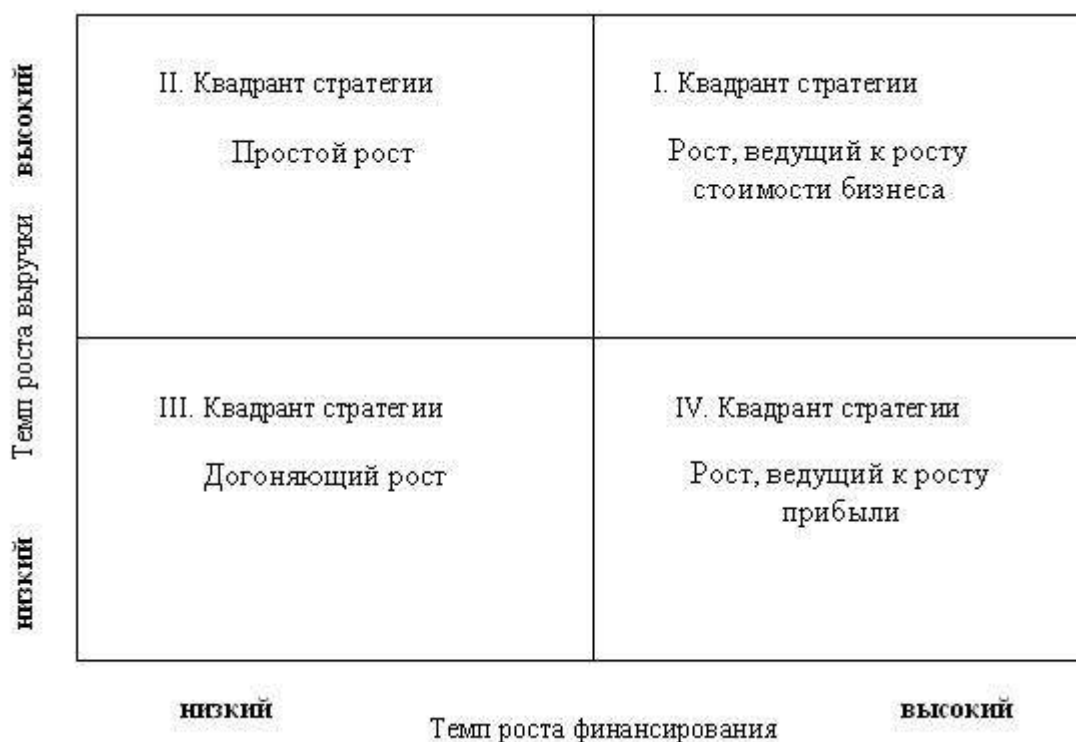 II. Квадрант стратегии
Простой рост
I. Квадрант стратегии
Рост, ведущий к росту
стоимости бизнеса
III. Квадрант стратегии
Догоняющий рост
IV. Квадрант стратегии
Рост, ведущий к росту
прибыли
высокий
Темп роста выручки
низкий
низкий
Темп роста финансирования
высокий